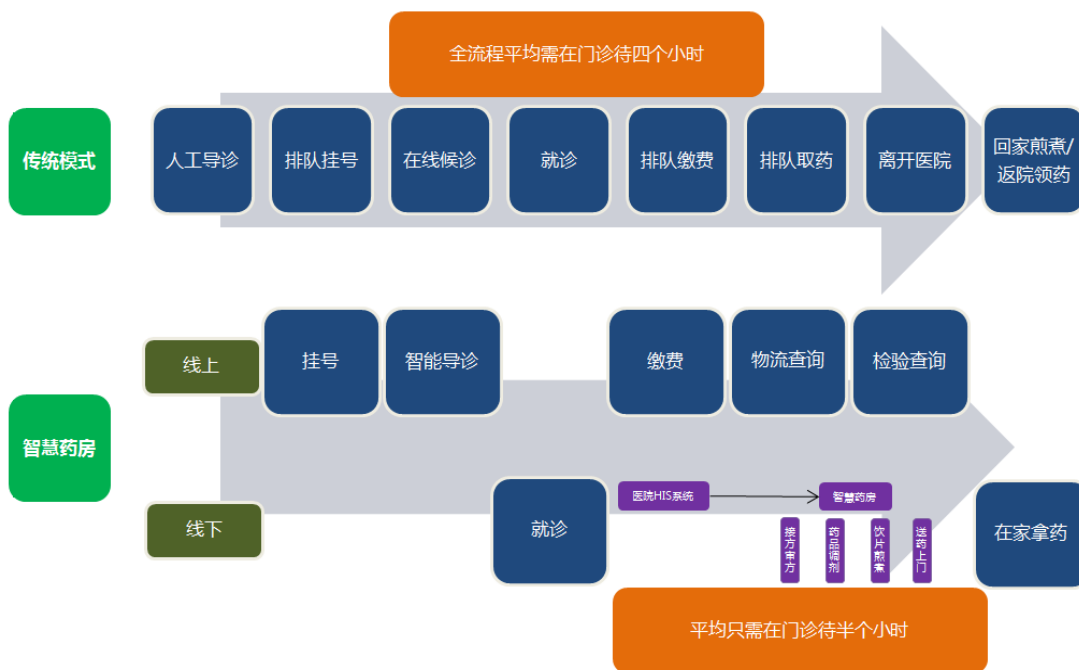 全流程平均需在门诊待四个小时
传统模式
人工导诊
排队挂号
在线候诊
就诊
排队缴费
排队取药
离开医院
回家煎煮/
返院领药
智慧药房
线上
挂号
智能导诊
缴费
物流查询
检验查询
线下
就诊
医院HIS系统
智慧药房
接方审方
药品调剂
饮片煎煮
送药上门
在家拿药
平均只需在门诊待半个小时